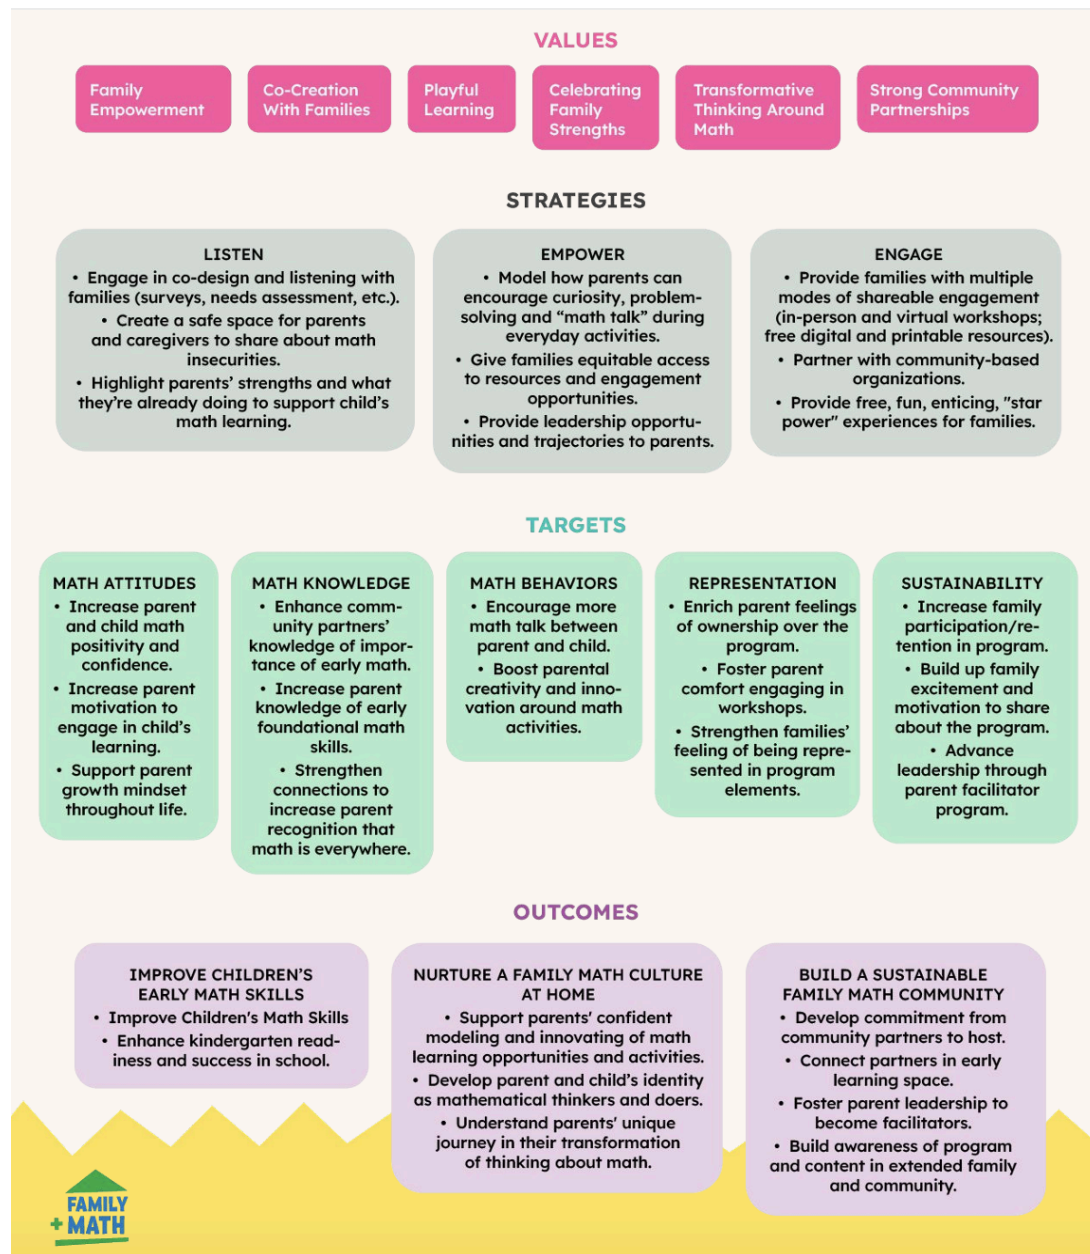 VALUES
Family
Empowerment
Co-Creation
With Families
Playful
Learning
Celebrating
Family
Strengths
Transformative
Thinking Around
Math
Strong Community
Partnerships
STRATEGIES
LISTEN
• Engage in co-design and listening with
families (surveys, needs assessment, etc.).
• Create a safe space for parents
and caregivers to share about math
insecurities.
• Highlight parents’ strengths and what
they’re already doing to support child’s
math learning.
EMPOWER
• Model how parents can
encourage curiosity, problem-
solving and “math talk” during
everyday activities.
• Give families equitable access
to resources and engagement
opportunities.
• Provide leadership opportu-
nities and trajectories to parents.
ENGAGE
• Provide families with multiple
modes of shareable engagement
(in-person and virtual workshops;
free digital and printable resources).
• Partner with community-based
organizations.
• Provide free, fun, enticing, "star
power" experiences for families.
TARGETS
MATH ATTITUDES
• Increase parent
and child math
positivity and
confidence.
• Increase parent
motivation to
engage in child’s
learning.
• Support parent
growth mindset
throughout life.
MATH KNOWLEDGE
• Enhance comm-
unity partners’
knowledge of impor-
tance of early math.
• Increase parent
knowledge of early
foundational math
skills.
• Strengthen
connections to
increase parent
recognition that
math is everywhere.
MATH BEHAVIORS
• Encourage more
math talk between
parent and child.
• Boost parental
creativity and inno-
vation around math
activities.
REPRESENTATION
• Enrich parent feelings
of ownership over the
program.
• Foster parent
comfort engaging in
workshops.
• Strengthen families’
feeling of being repre-
sented in program
elements.
SUSTAINABILITY
• Increase family
participation/re-
tention in program.
• Build up family
excitement and
motivation to share
about the program.
• Advance
leadership through
parent facilitator
program.
OUTCOMES
IMPROVE CHILDREN’S
EARLY MATH SKILLS
• Improve Children's Math Skills
• Enhance kindergarten read-
iness and success in school.
NURTURE A FAMILY MATH CULTURE
AT HOME
• Support parents' confident
modeling and innovating of math
learning opportunities and activities.
• Develop parent and child’s identity
as mathematical thinkers and doers.
• Understand parents' unique
journey in their transformation
of thinking about math.
BUILD A SUSTAINABLE
FAMILY MATH COMMUNITY
• Develop commitment from
community partners to host.
• Connect partners in early
learning space.
• Foster parent leadership to
become facilitators.
• Build awareness of program
and content in extended family
and community.
FAMILY
+ MATH